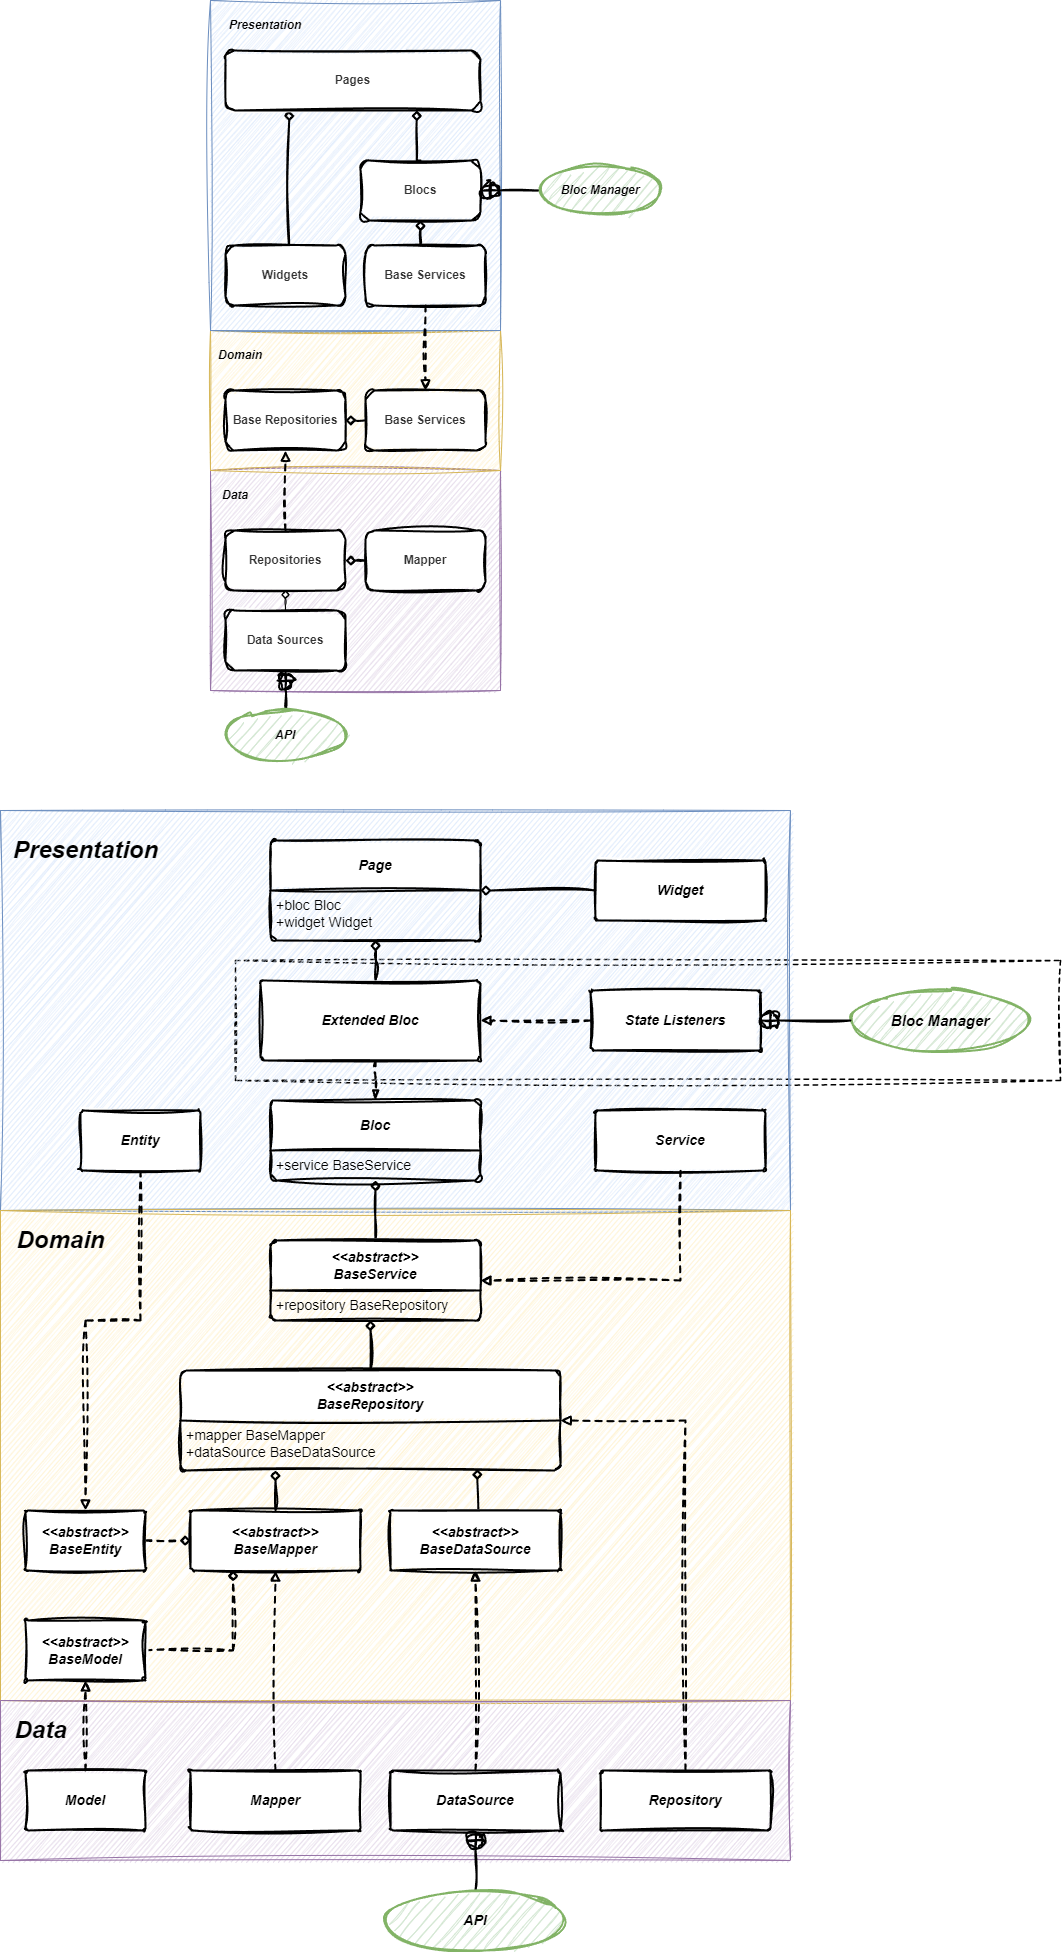 Presentation
Pages
Blocs
Bloc Manager
Widgets
Base Services
Domain
Base Repositories
Base Services
Data
Repositories
Mapper
Data Sources
API
Presentation
Page
+bloc Bloc
+widget Widget
Widget
Extended Bloc
State Listeners
Bloc Manager
Entity
Bloc
+service BaseService
Service
Domain
<<abstract>>
BaseService
+repository BaseRepository
<<abstract>>
BaseRepository
+mapper BaseMapper
+dataSource BaseDataSource
<<abstract>>
BaseEntity
<<abstract>>
BaseMapper
<<abstract>>
BaseDataSource
<<abstract>>
BaseModel
Data
Model
Mapper
DataSource
Repository
API